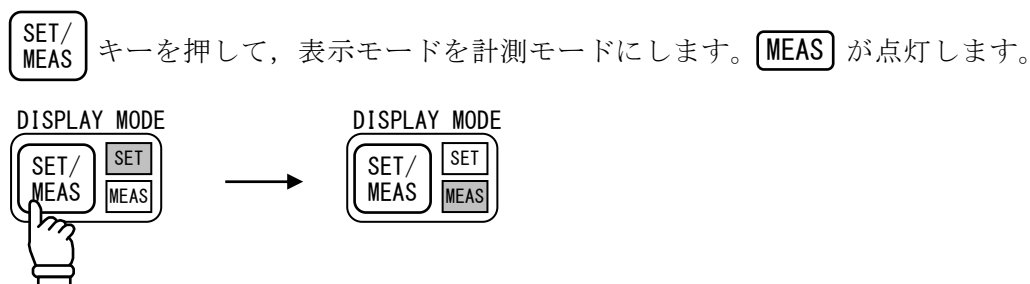 SET/MEAS キーを押して，表示モードを計測モードにします。MEAS が点灯します。
DISPLAY MODE DISPLAY MODE
SET/ SET SET/ SET
MEAS MEAS MEAS MEAS